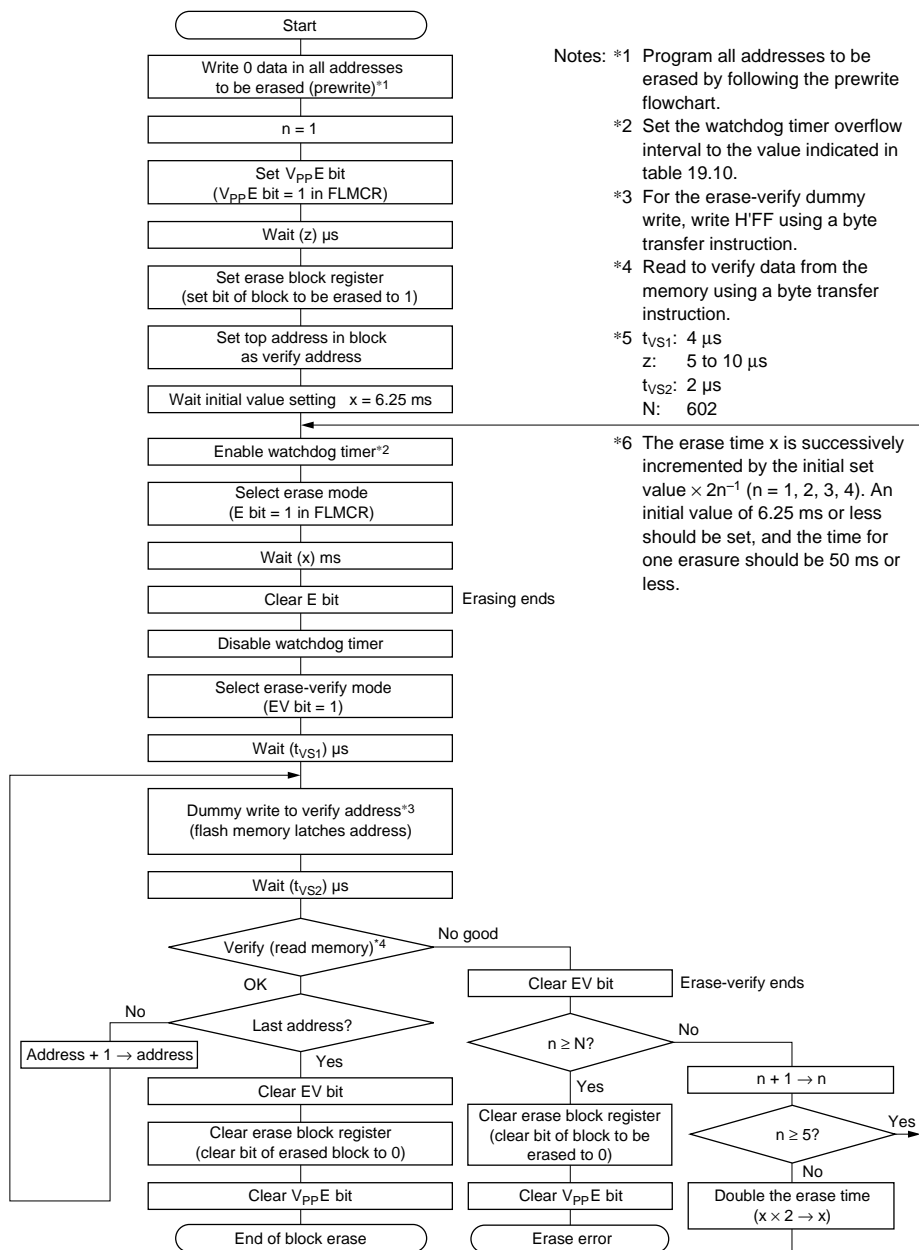 Start
Write 0 data in all addresses
to be erased (prewrite)*1
n = 1
Set VPPE bit
(VPPE bit = 1 in FLMCR)
Wait (z) μs
Set erase block register
(set bit of block to be erased to 1)
Set top address in block
as verify address
Wait initial value setting x = 6.25 ms
Enable watchdog timer*2
Select erase mode
(E bit = 1 in FLMCR)
Wait (x) ms
Clear E bit
Erasing ends
Disable watchdog timer
Select erase-verify mode
(EV bit = 1)
Wait (tVS1) μs
Dummy write to verify address*3
(flash memory latches address)
Wait (tVS2) μs
Verify (read memory)*4
No good
OK
Last address?
No
Address + 1 → address
Yes
Clear EV bit
Clear erase block register
(clear bit of erased block to 0)
Clear VPPE bit
End of block erase
Clear EV bit
Erase-verify ends
n ≥ N?
No
Yes
Clear erase block register
(clear bit of block to be
erased to 0)
Clear VPPE bit
Erase error
n + 1 → n
n ≥ 5?
Yes
No
Double the erase time
(x × 2 → x)
Notes: *1 Program all addresses to be
erased by following the prewrite
flowchart.
*2 Set the watchdog timer overflow
interval to the value indicated in
table 19.10.
*3 For the erase-verify dummy
write, write H'FF using a byte
transfer instruction.
*4 Read to verify data from the
memory using a byte transfer
instruction.
*5 tVS1: 4 μs
z: 5 to 10 μs
tVS2: 2 μs
N: 602
*6 The erase time x is successively
incremented by the initial set
value × 2n–1 (n = 1, 2, 3, 4). An
initial value of 6.25 ms or less
should be set, and the time for
one erasure should be 50 ms or
less.